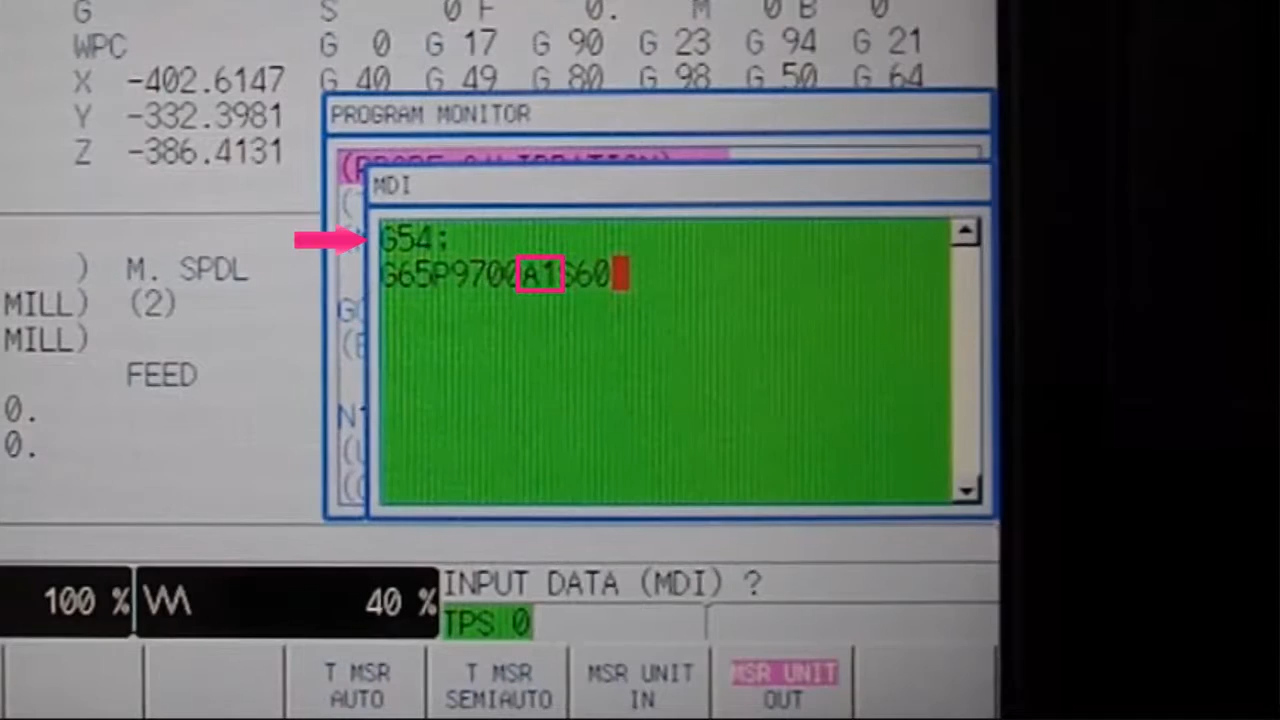 G S 0 F 0. M 0 B 0
WPC G 0 G 17 G 90 G 23 G 94 G 21
X -402.6147 G 40 G 49 G 80 G 98 G 50 G 64
Y -332.3981
Z -386.4131
PROGRAM MONITOR
(PROBE CALIBRATION)
MDI
G54;
G65P9700A1S60
) M. SPDL
MILL) (2)
MILL)
FEED
0.
0.
INPUT DATA (MDI) ?
100 % 40 %
TPS 0
T MSR AUTO
T MSR SEMIAUTO
MSR UNIT IN
MSR UNIT OUT